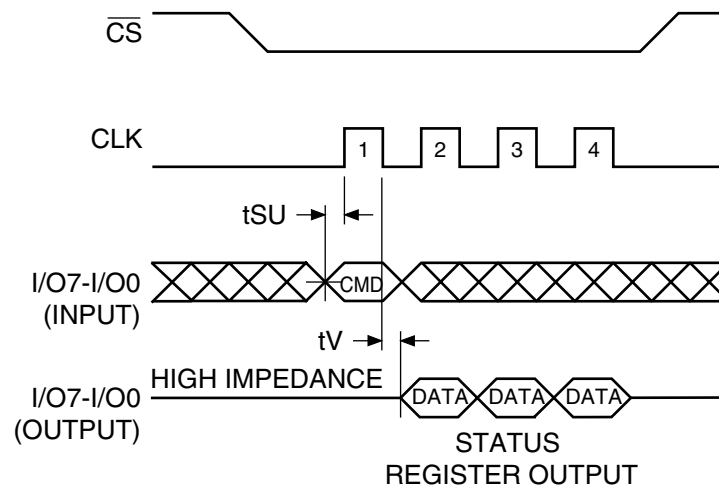 CS
CLK
1 2 3 4
tSU
I/O7-I/O0
(INPUT)
CMD
tV
HIGH IMPEDANCE
I/O7-I/O0
(OUTPUT)
DATA DATA DATA
STATUS
REGISTER OUTPUT